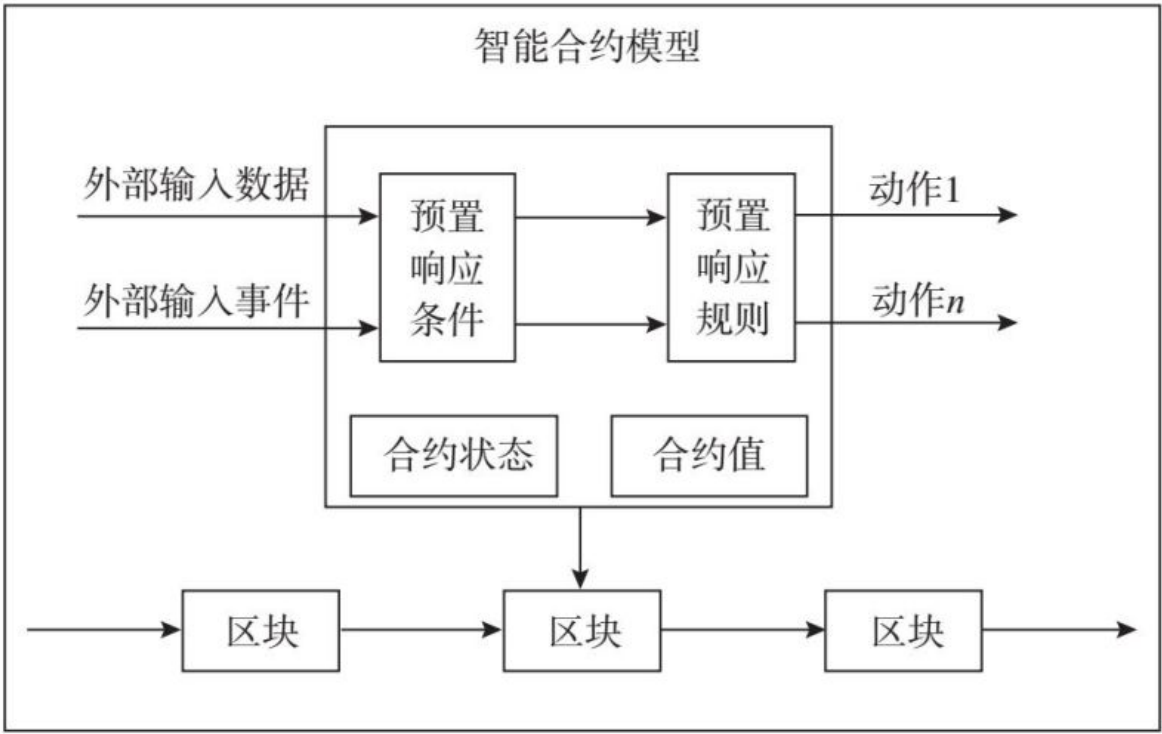 智能合约模型
外部输入数据
外部输入事件
预置
响应
条件
预置
响应
规则
动作1
动作n
合约状态
合约值
区块
区块
区块